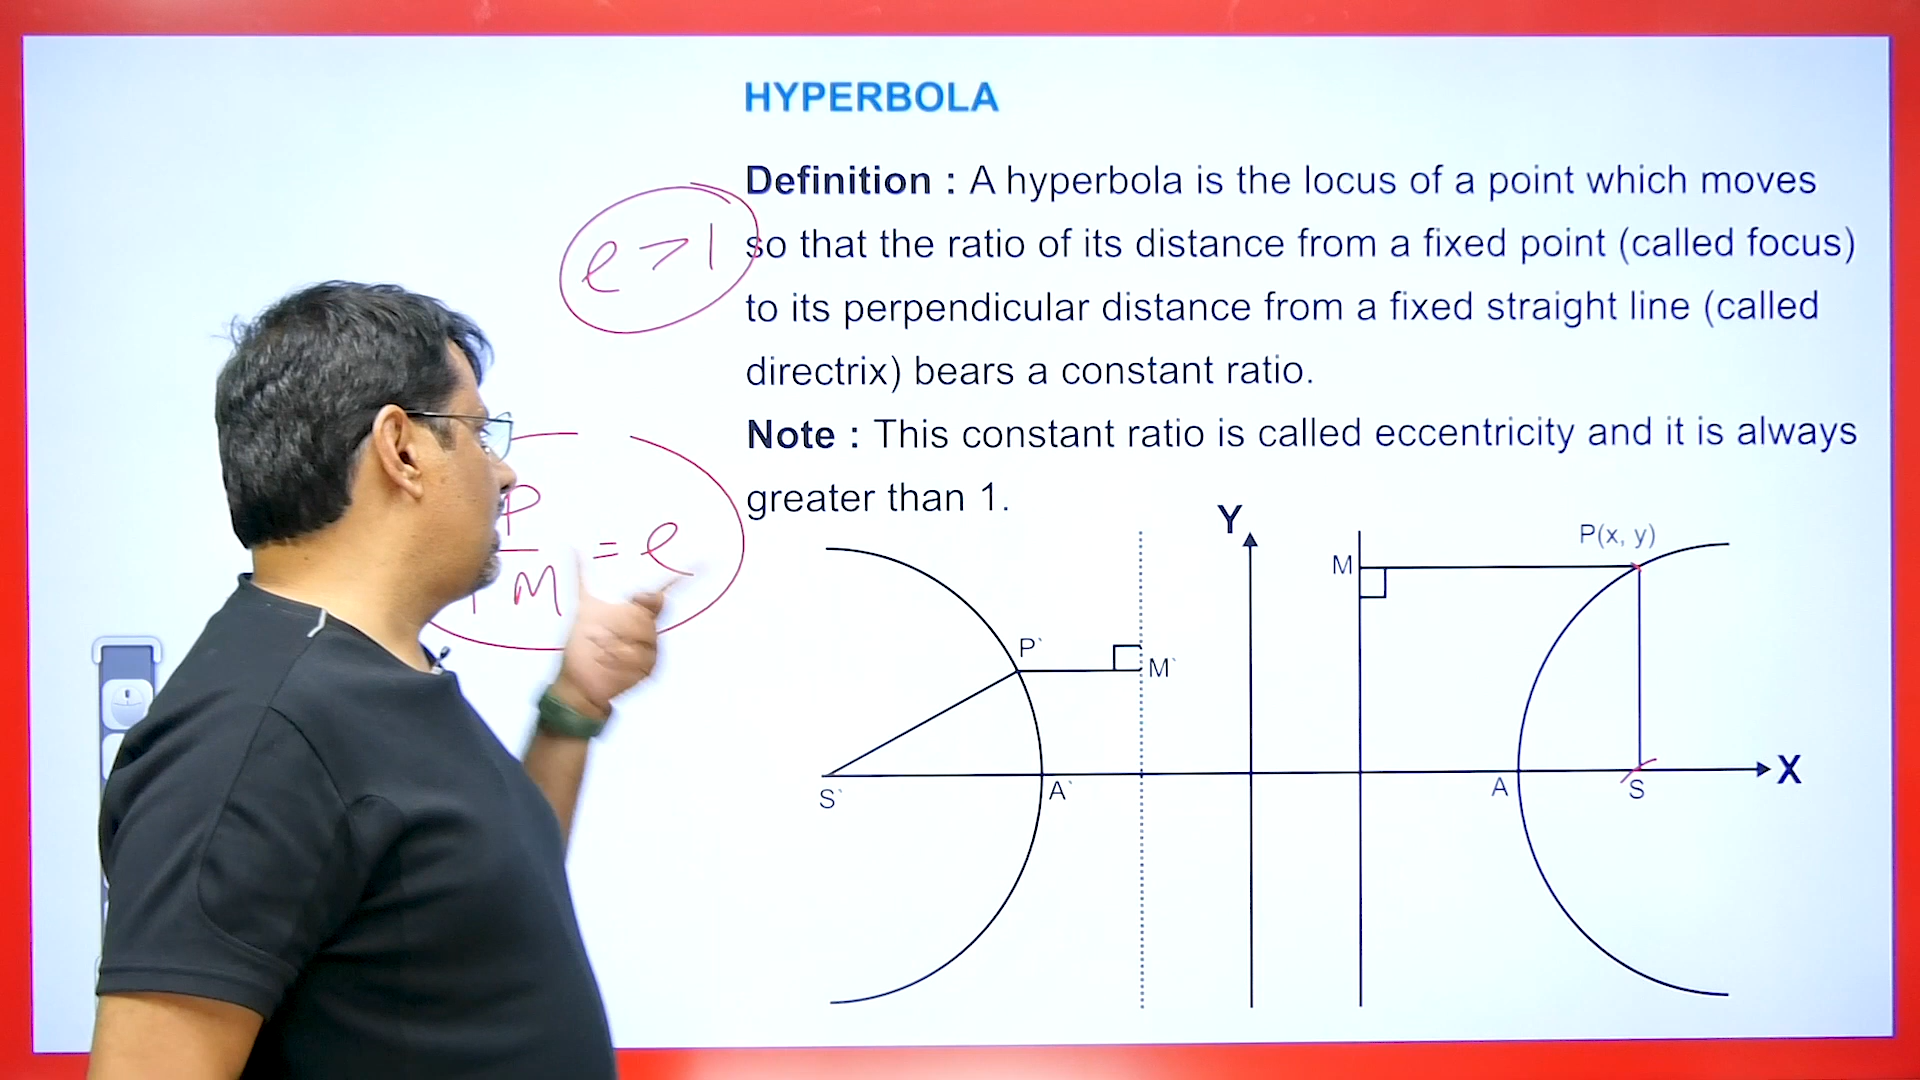 HYPERBOLA
Definition : A hyperbola is the locus of a point which moves
so that the ratio of its distance from a fixed point (called focus)
to its perpendicular distance from a fixed straight line (called
directrix) bears a constant ratio.
Note : This constant ratio is called eccentricity and it is always
greater than 1.
e > 1
P
M = e
Y
P(x, y)
M
P`
M`
X
S`
A`
A
S